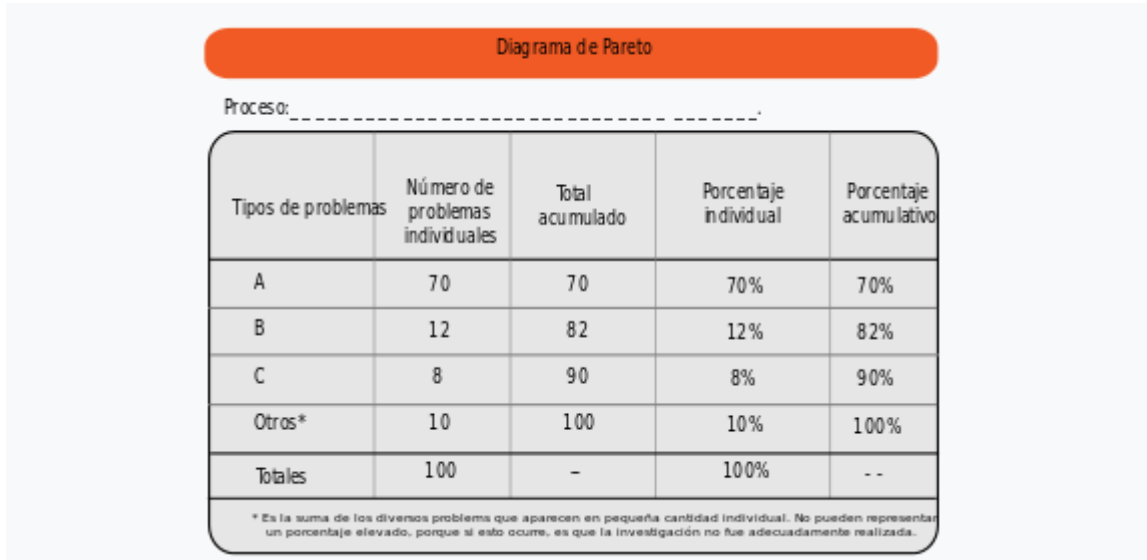 Diagrama de Pareto
Proceso:_ _ _ _ _ _ _ _ _ _ _ _ _ _ _ _ _ _ _ _ _ _ _ _ _ _ _ _ _ _ _ _ _ _ _ _ _.
Tipos de problemas
Número de
problemas
individuales
Total
acumulado
Porcentaje
individual
Porcentaje
acumulativo
A 70 70 70% 70%
B 12 82 12% 82%
C 8 90 8% 90%
Otros* 10 100 10% 100%
Totales 100 – 100% - -
* Es la suma de los diversos problems que aparecen en pequeña cantidad individual. No pueden representar
un porcentaje elevado, porque si esto ocurre, es que la investigación no fue adecuadamente realizada.